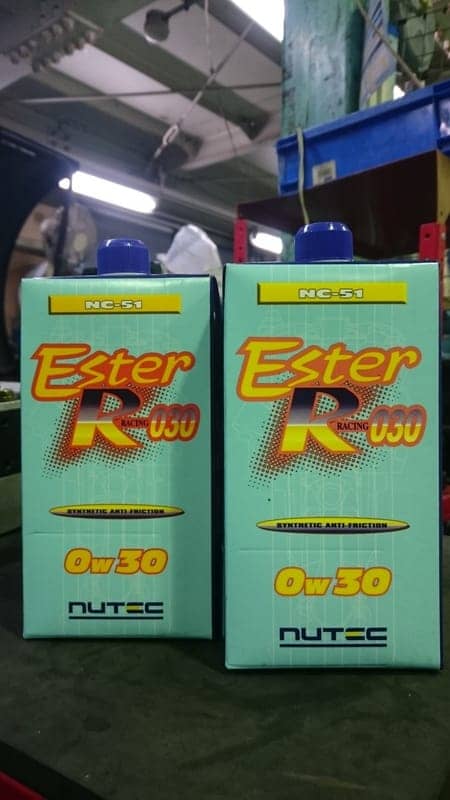 NC-51
Ester
R RACING 030
SYNTHETIC ANTI-FRICTION
0w30
NUTEC
NC-51
Ester
R RACING 030
SYNTHETIC ANTI-FRICTION
0w30
NUTEC